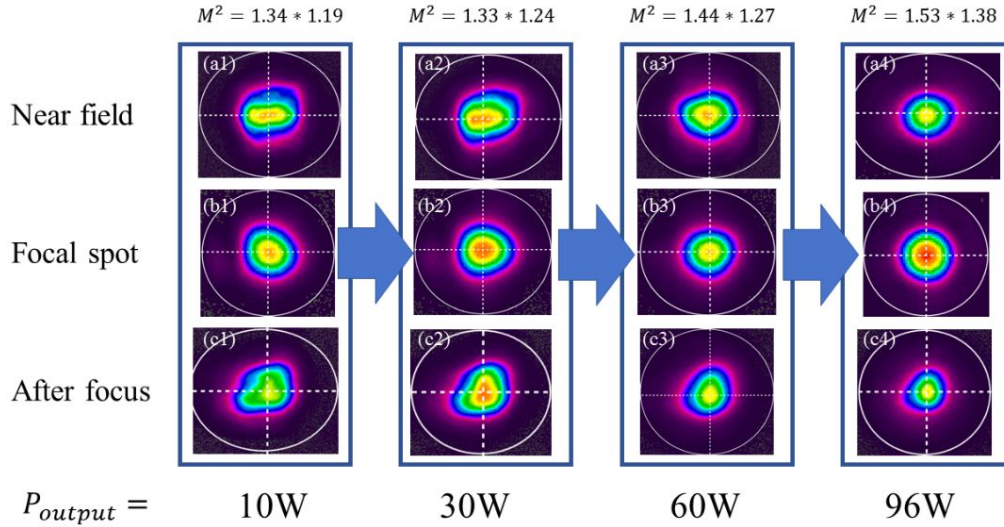 M² = 1.34 * 1.19 M² = 1.33 * 1.24 M² = 1.44 * 1.27 M² = 1.53 * 1.38
Near field (a1) (a2) (a3) (a4)
Focal spot (b1) (b2) (b3) (b4)
After focus (c1) (c2) (c3) (c4)
P_output = 10W 30W 60W 96W